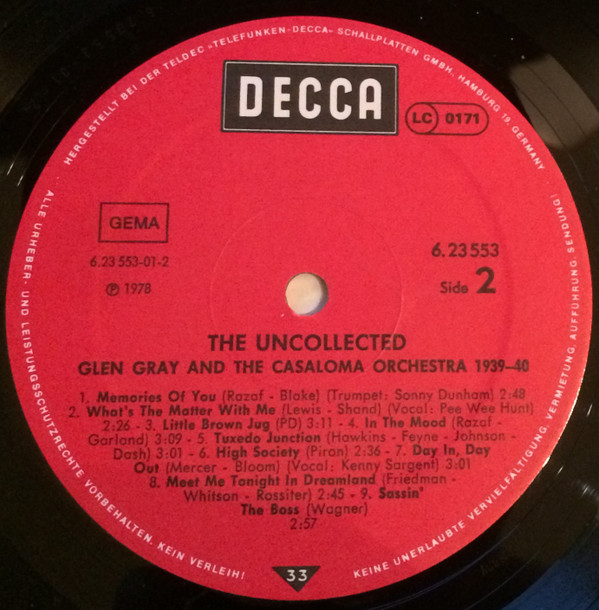 HERGESTELLT BEI DER TELDEC »TELEFUNKEN-DECCA« SCHALLPLATTEN GMBH, HAMBURG 19, GERMANY
DECCA
LC 0171
GEMA
6.23 553-01-2
℗ 1978
6.23553
Side 2
THE UNCOLLECTED
GLEN GRAY AND THE CASALOMA ORCHESTRA 1939–40
1. Memories Of You (Razaf - Blake) (Trumpet: Sonny Dunham) 2:48
2. What's The Matter With Me (Lewis - Shand) (Vocal: Pee Wee Hunt)
2:26 - 3. Little Brown Jug (PD) 3:11 - 4. In The Mood (Razaf -
Garland) 3:09 - 5. Tuxedo Junction (Hawkins - Feyne - Johnson -
Dash) 3:01 - 6. High Society (Piron) 2:36 - 7. Day In, Day
Out (Mercer - Bloom) (Vocal: Kenny Sargent) 3:01
8. Meet Me Tonight In Dreamland (Friedman -
Whitson - Rossiter) 2:45 - 9. Sassin'
The Boss (Wagner)
2:57
33
ALLE URHEBER- UND LEISTUNGSSCHUTZRECHTE VORBEHALTEN. KEIN VERLEIH! KEINE UNERLAUBTE VERVIELFÄLTIGUNG, VERMIETUNG, AUFFÜHRUNG, SENDUNG!